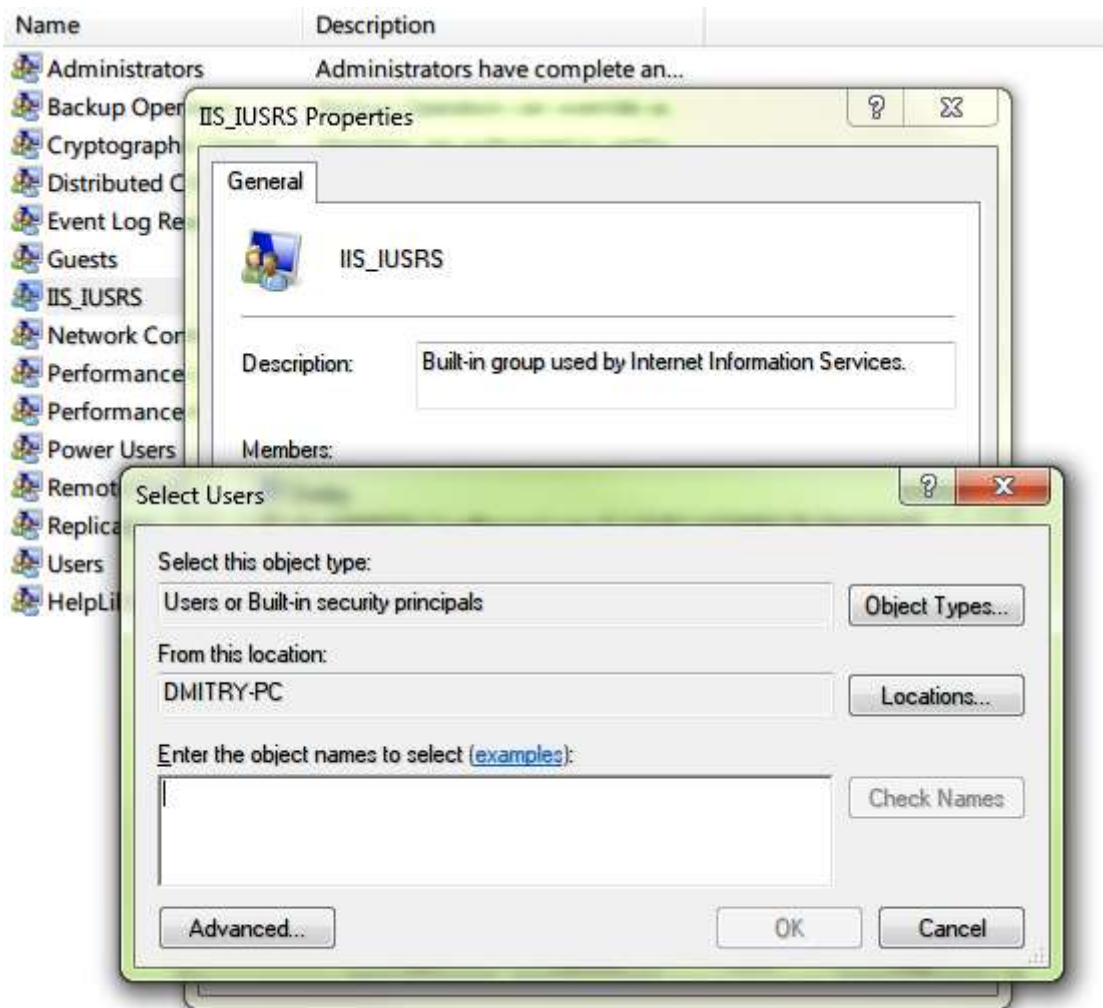 Name Description
Administrators Administrators have complete an...
Backup Oper
IIS_IUSRS Properties
Cryptograph
Distributed C
General
Event Log Re
Guests
IIS_IUSRS
IIS_IUSRS
Network Con
Description: Built-in group used by Internet Information Services.
Performance
Performance
Power Users
Members:
Remot
Select Users
Replica
Users
Select this object type:
HelpLi
Users or Built-in security principals Object Types...
From this location:
DMITRY-PC Locations...
Enter the object names to select (examples):
Check Names
Advanced... OK Cancel